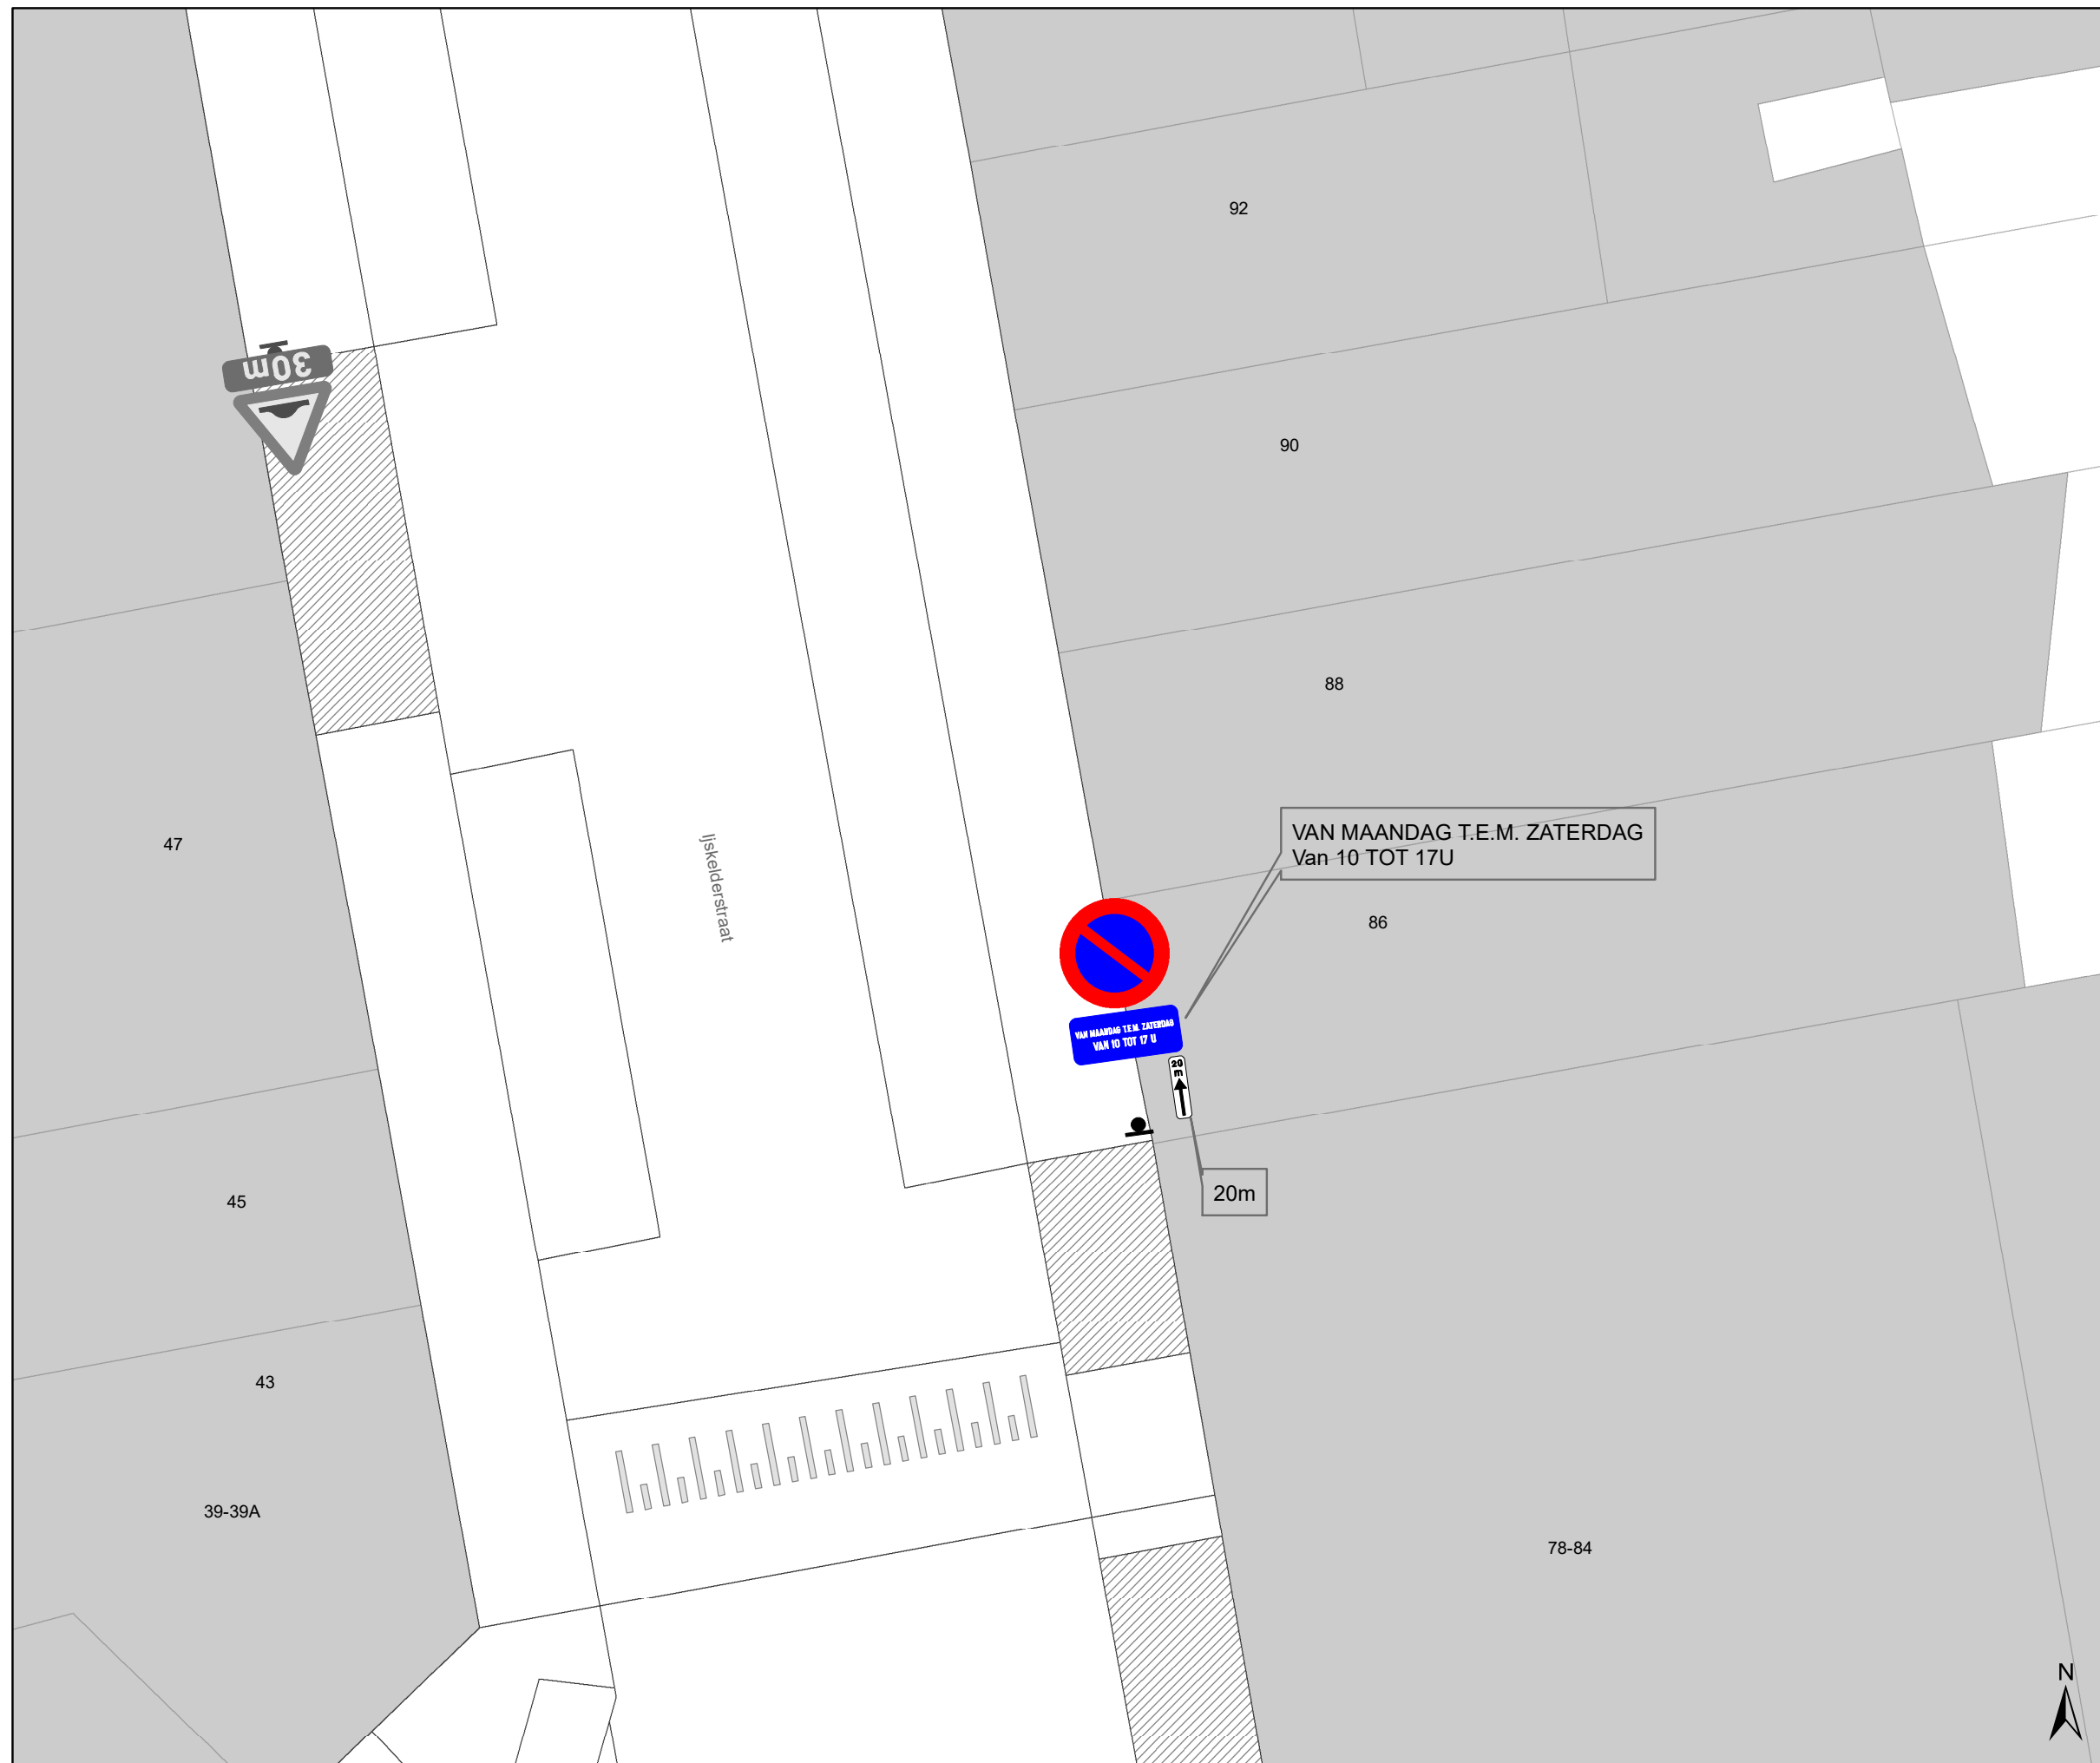 92
30m
90
88
VAN MAANDAG T.E.M. ZATERDAG
Van 10 TOT 17U
47
Ijskelderstraat
86
VAN MAANDAG T.E.M. ZATERDAG
VAN 10 TOT 17 U
20
m
20m
45
43
39-39A
78-84
N